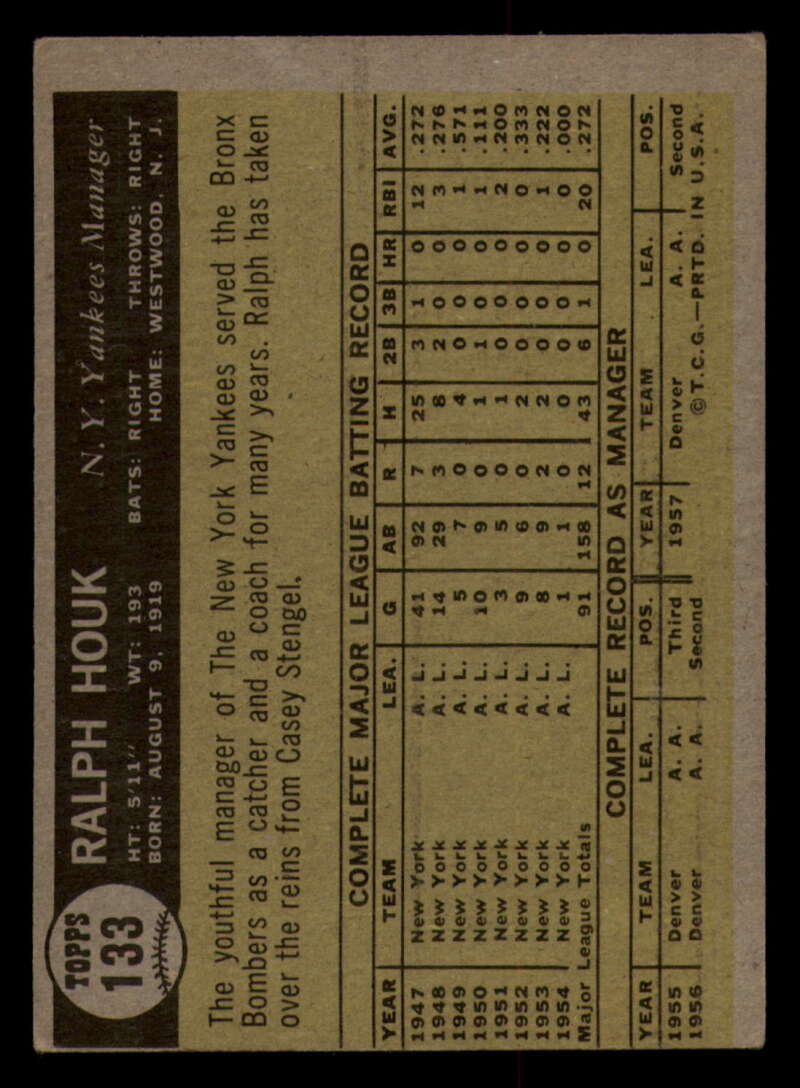 TOPPS
133
RALPH HOUK N. Y. Yankees Manager
HT: 5'11" WT: 193 BATS: RIGHT THROWS: RIGHT
BORN: AUGUST 9, 1919 HOME: WESTWOOD, N. J.
The youthful manager of The New York Yankees served the Bronx
Bombers as a catcher and a coach for many years. Ralph has taken
over the reins from Casey Stengel.
COMPLETE MAJOR LEAGUE BATTING RECORD
YEAR TEAM LEA. G AB R H 2B 3B HR RBI AVG.
1947 New York A. L. 41 92 7 25 3 1 0 12 .272
1948 New York A. L. 14 29 3 8 2 0 0 3 .276
1949 New York A. L. 5 7 0 4 0 0 0 1 .571
1950 New York A. L. 10 9 0 1 1 0 0 1 .111
1951 New York A. L. 3 5 0 1 0 0 0 2 .200
1952 New York A. L. 9 6 0 2 0 0 0 0 .333
1953 New York A. L. 8 9 2 2 0 0 0 1 .222
1954 New York A. L. 1 1 0 0 0 0 0 0 .000
Major League Totals 91 158 12 43 6 1 0 20 .272
COMPLETE RECORD AS MANAGER
YEAR TEAM LEA. POS. YEAR TEAM LEA. POS.
1955 Denver A. A. Third 1957 Denver A. A. Second
1956 Denver A. A. Second ©T.C.G.—PRTD. IN U.S.A.